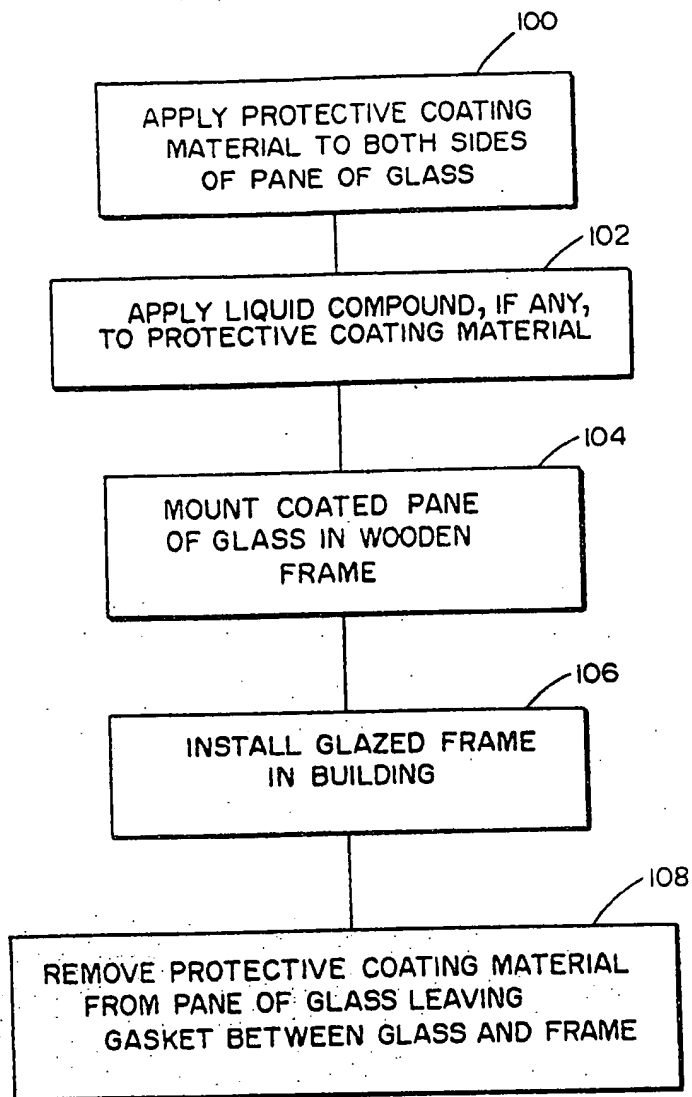 100
APPLY PROTECTIVE COATING
MATERIAL TO BOTH SIDES
OF PANE OF GLASS
102
APPLY LIQUID COMPOUND, IF ANY,
TO PROTECTIVE COATING MATERIAL
104
MOUNT COATED PANE
OF GLASS IN WOODEN
FRAME
106
INSTALL GLAZED FRAME
IN BUILDING
108
REMOVE PROTECTIVE COATING MATERIAL
FROM PANE OF GLASS LEAVING
GASKET BETWEEN GLASS AND FRAME